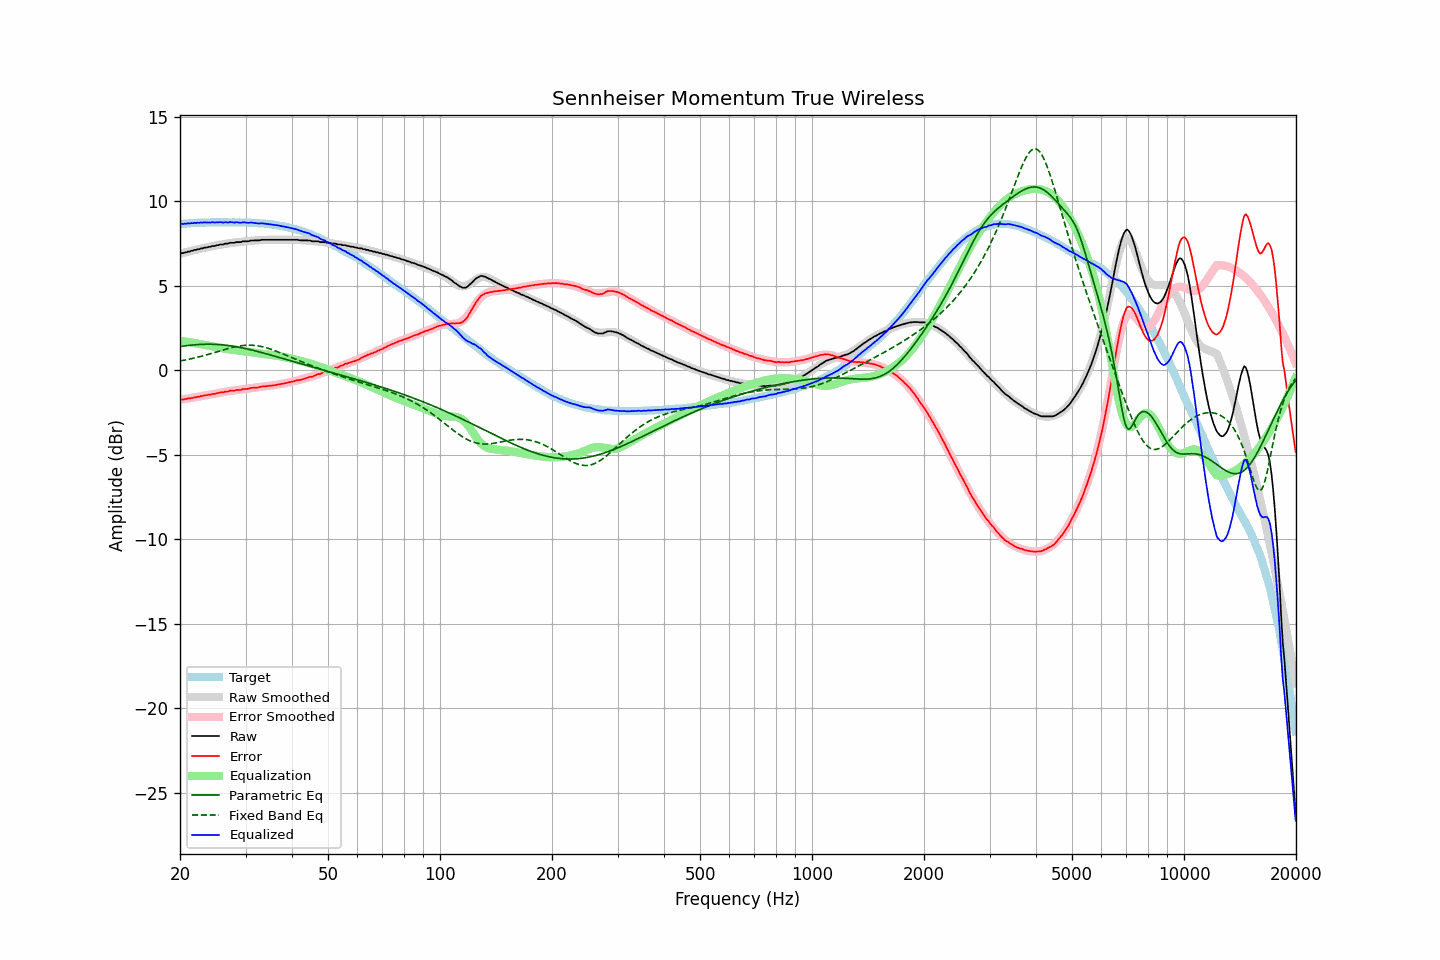 Sennheiser Momentum True Wireless
Amplitude (dBr)
15
10
5
0
−5
−10
−15
−20
−25
Target
Raw Smoothed
Error Smoothed
Raw
Error
Equalization
Parametric Eq
Fixed Band Eq
Equalized
20 50 100 200 500 1000 2000 5000 10000 20000
Frequency (Hz)